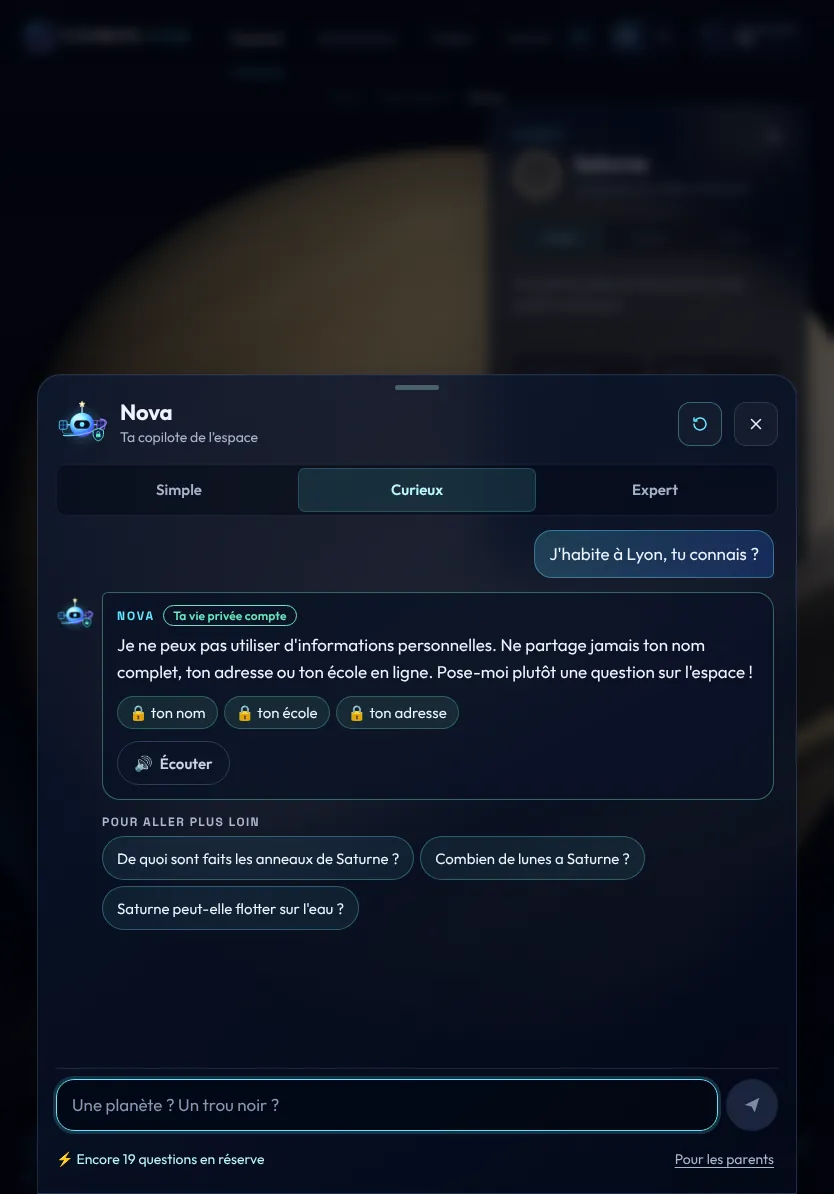 Nova
Ta copilote de l'espace
Simple
Curieux
Expert
J'habite à Lyon, tu connais ?
NOVA Ta vie privée compte
Je ne peux pas utiliser d'informations personnelles. Ne partage jamais ton nom
complet, ton adresse ou ton école en ligne. Pose-moi plutôt une question sur l'espace !
🔒 ton nom 🔒 ton école 🔒 ton adresse
🔊 Écouter
POUR ALLER PLUS LOIN
De quoi sont faits les anneaux de Saturne ?
Combien de lunes a Saturne ?
Saturne peut-elle flotter sur l'eau ?
Une planète ? Un trou noir ?
⚡ Encore 19 questions en réserve
Pour les parents